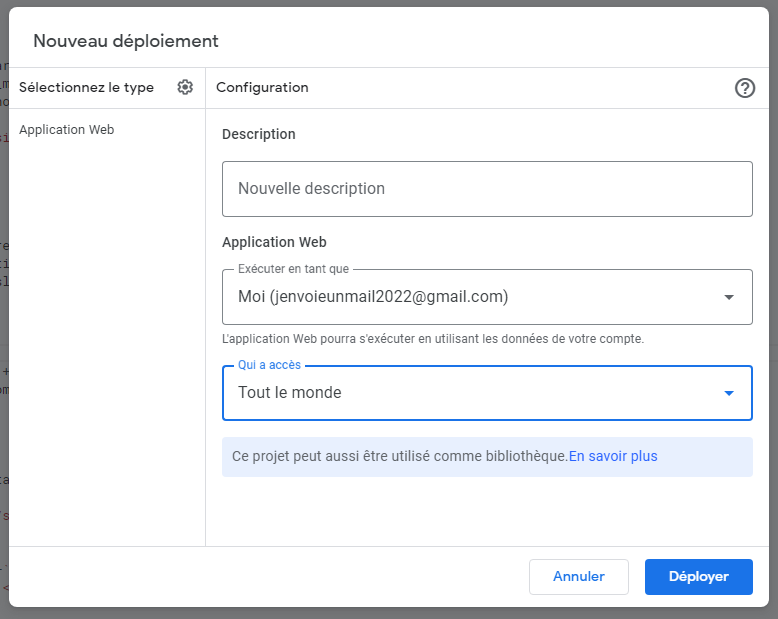 Nouveau déploiement
Sélectionnez le type
Configuration
Application Web
Description
Nouvelle description
Application Web
Exécuter en tant que
Moi (jenvoieunmail2022@gmail.com)
L'application Web pourra s'exécuter en utilisant les données de votre compte.
Qui a accès
Tout le monde
Ce projet peut aussi être utilisé comme bibliothèque.En savoir plus
Annuler
Déployer